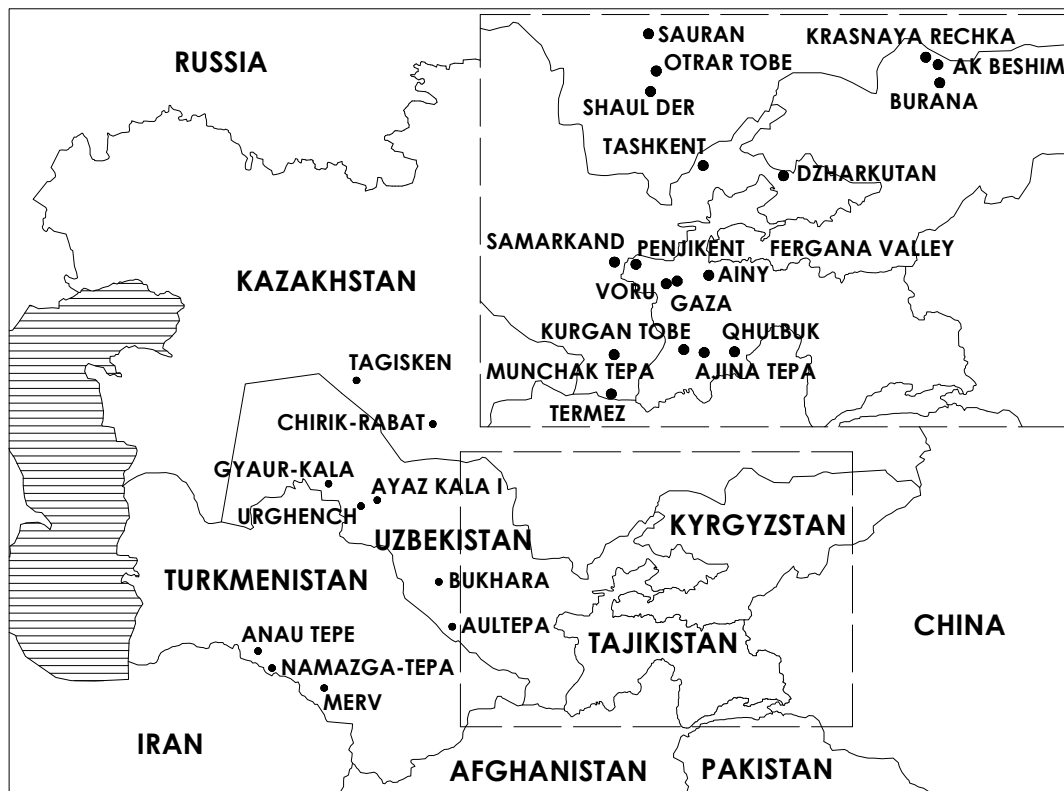 RUSSIA
SAURAN
KRASNAYA RECHKA
OTRAR TOBE
AK BESHIM
SHAUL DER
BURANA
TASHKENT
DZHARKUTAN
SAMARKAND
PENJIKENT
FERGANA VALLEY
AINY
VORU
GAZA
KURGAN TOBE
QHULBUK
MUNCHAK TEPA
AJINA TEPA
TERMEZ
KAZAKHSTAN
TAGISKEN
CHIRIK-RABAT
GYAUR-KALA
AYAZ KALA I
URGHENCH
UZBEKISTAN
KYRGYZSTAN
TURKMENISTAN
BUKHARA
AULTEPA
TAJIKISTAN
CHINA
ANAU TEPE
NAMAZGA-TEPA
MERV
IRAN
AFGHANISTAN
PAKISTAN